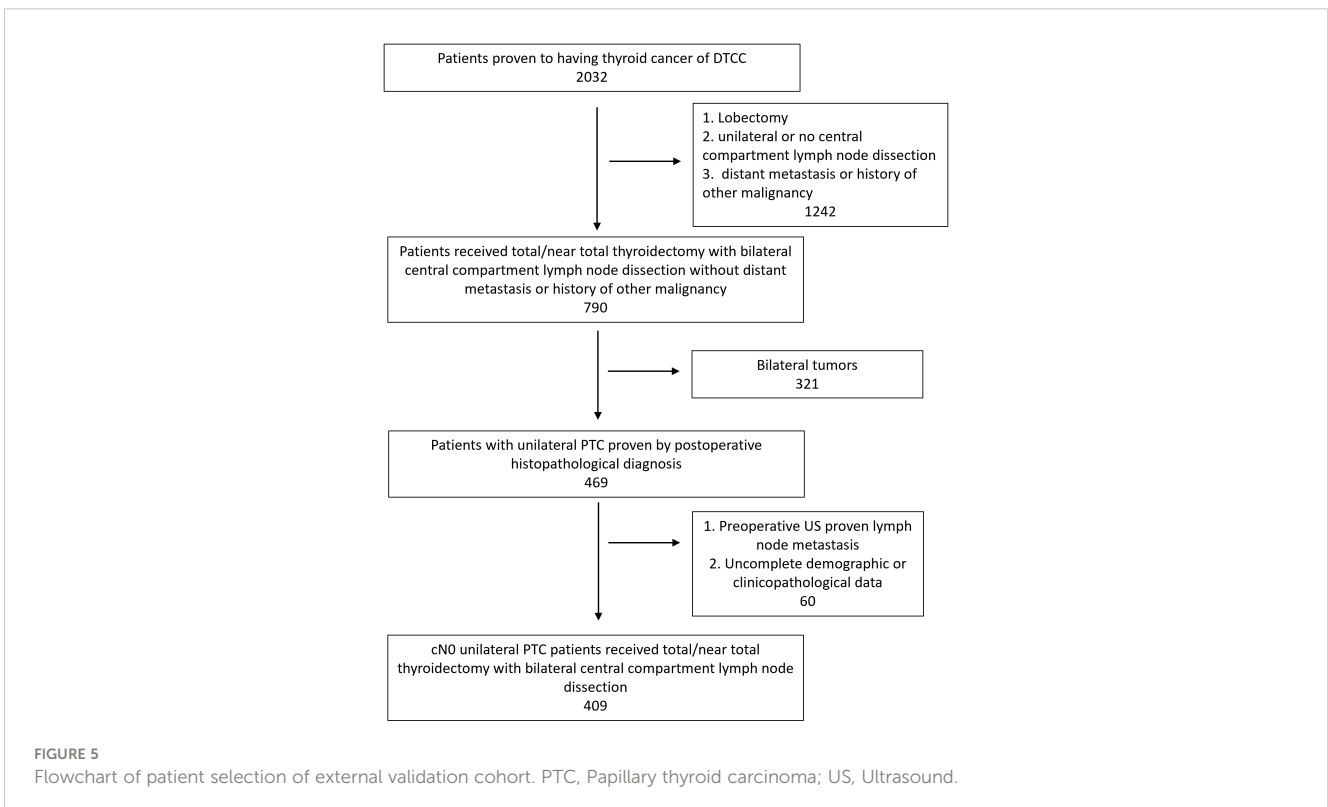 Patients proven to having thyroid cancer of DTCC
2032
1. Lobectomy
2. unilateral or no central
compartment lymph node dissection
3. distant metastasis or history of
other malignancy
1242
Patients received total/near total thyroidectomy with bilateral
central compartment lymph node dissection without distant
metastasis or history of other malignancy
790
Bilateral tumors
321
Patients with unilateral PTC proven by postoperative
histopathological diagnosis
469
1. Preoperative US proven lymph
node metastasis
2. Uncomplete demographic or
clinicopathological data
60
cN0 unilateral PTC patients received total/near total
thyroidectomy with bilateral central compartment lymph node
dissection
409
FIGURE 5
Flowchart of patient selection of external validation cohort. PTC, Papillary thyroid carcinoma; US, Ultrasound.